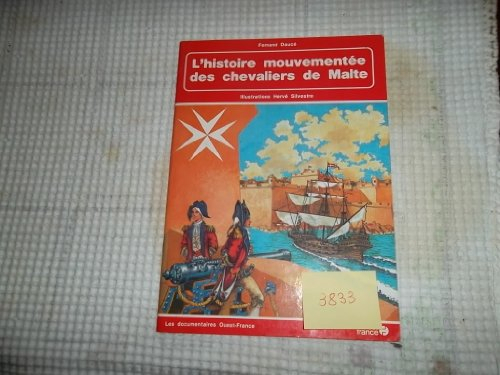 Fernand Daucé
L'histoire mouvementée
des chevaliers de Malte
Illustrations Hervé Silvestre
3833
Les documentaires Ouest-France
france